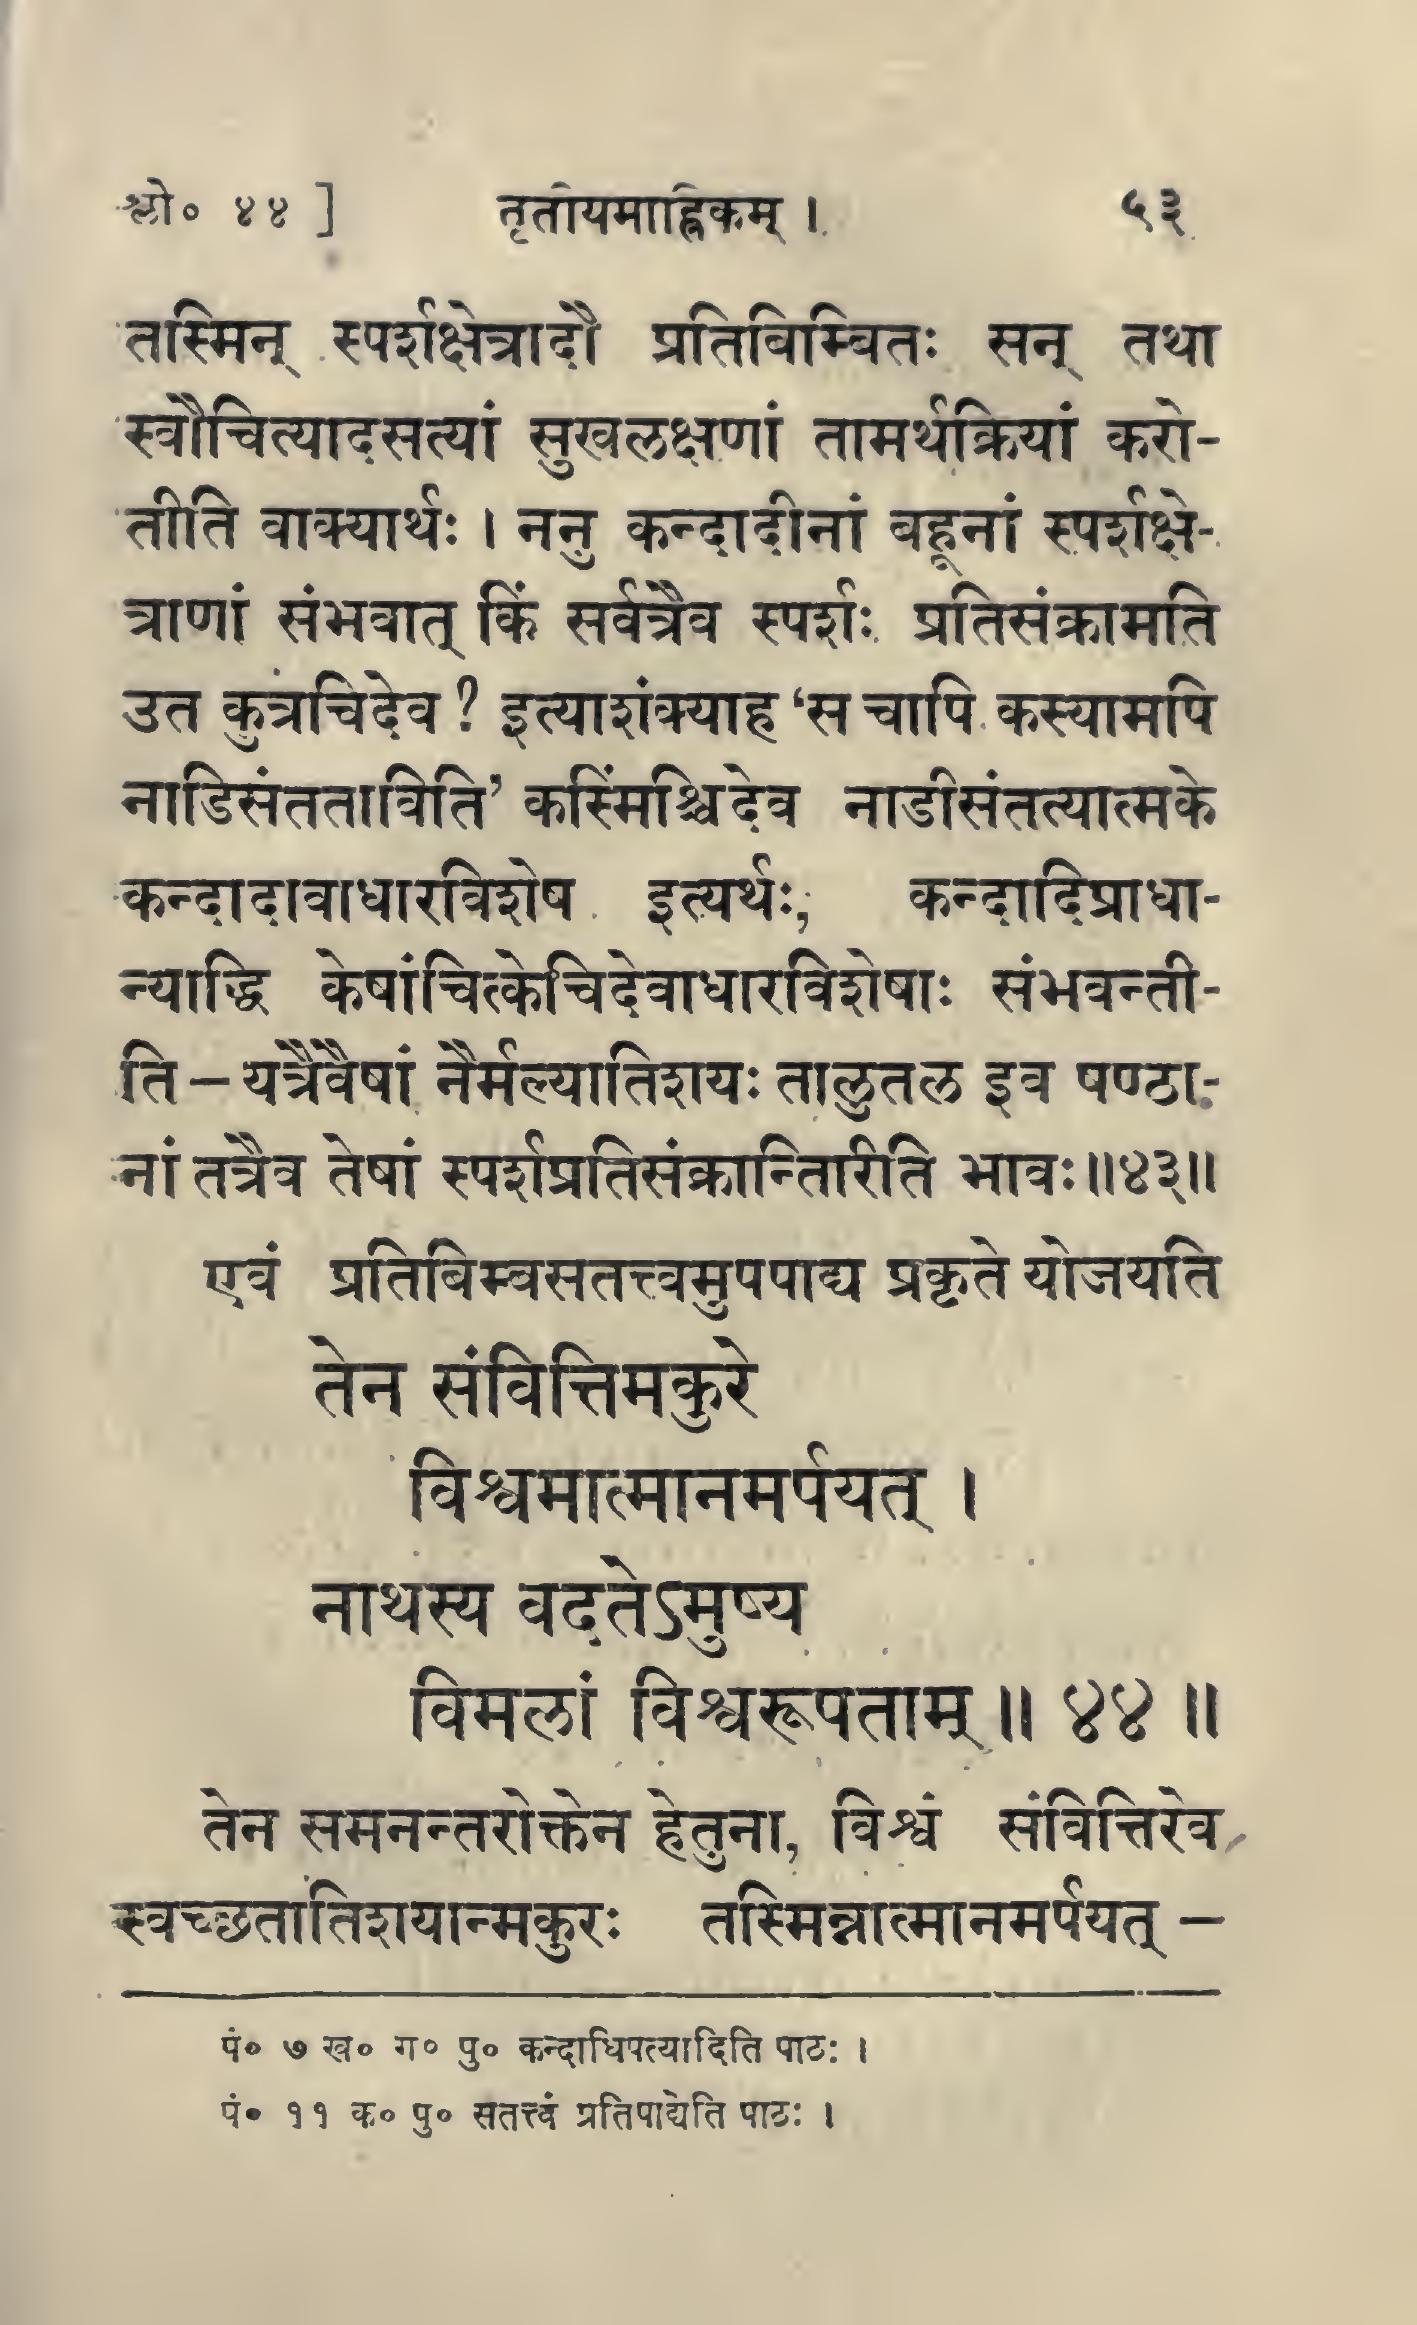 श्लो० ४४ ] तृतीयमाह्निकम् । ५३
तस्मिन् स्पर्शक्षेत्रादौ प्रतिबिम्बितः सन् तथा
स्वौचित्यादसत्यां सुखलक्षणां तामर्थक्रियां करो-
तीति वाक्यार्थः । ननु कन्दादीनां बहूनां स्पर्शक्षे-
त्राणां संभवात् किं सर्वत्रैव स्पर्शः प्रतिसंक्रामति
उत कुत्रचिदेव ? इत्याशंक्याह ‘स चापि कस्यामपि
नाडिसंतताविति’ कस्मिंश्चिदेव नाडीसंतत्यात्मके
कन्दादावाधारविशेष इत्यर्थः, कन्दादिप्राधा-
न्याद्धि केषांचित्केचिदेवाधारविशेषाः संभवन्ती-
ति – यत्रैवैषां नैर्मल्यातिशयः तालुतल इव षण्ठा-
नां तत्रैव तेषां स्पर्शप्रतिसंक्रान्तिरिति भावः॥४३॥
एवं प्रतिबिम्बसतत्त्वमुपपाद्य प्रकृते योजयति
तेन संवित्तिमकुरे
विश्वमात्मानमर्पयत् ।
नाथस्य वदतेऽमुष्य
विमलां विश्वरूपताम् ॥ ४४ ॥
तेन समनन्तरोक्तेन हेतुना, विश्वं संवित्तिरेव
स्वच्छतातिशयान्मकुरः तस्मिन्नात्मानमर्पयत् –
पं० ७ ख० ग० पु० कन्दाधिपत्यादिति पाठः ।
पं० ११ क० पु० सतत्त्वं प्रतिपाद्येति पाठः ।